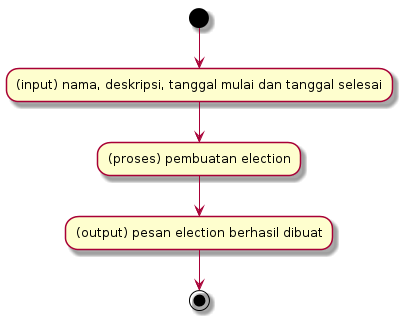 (input) nama, deskripsi, tanggal mulai dan tanggal selesai
(proses) pembuatan election
(output) pesan election berhasil dibuat